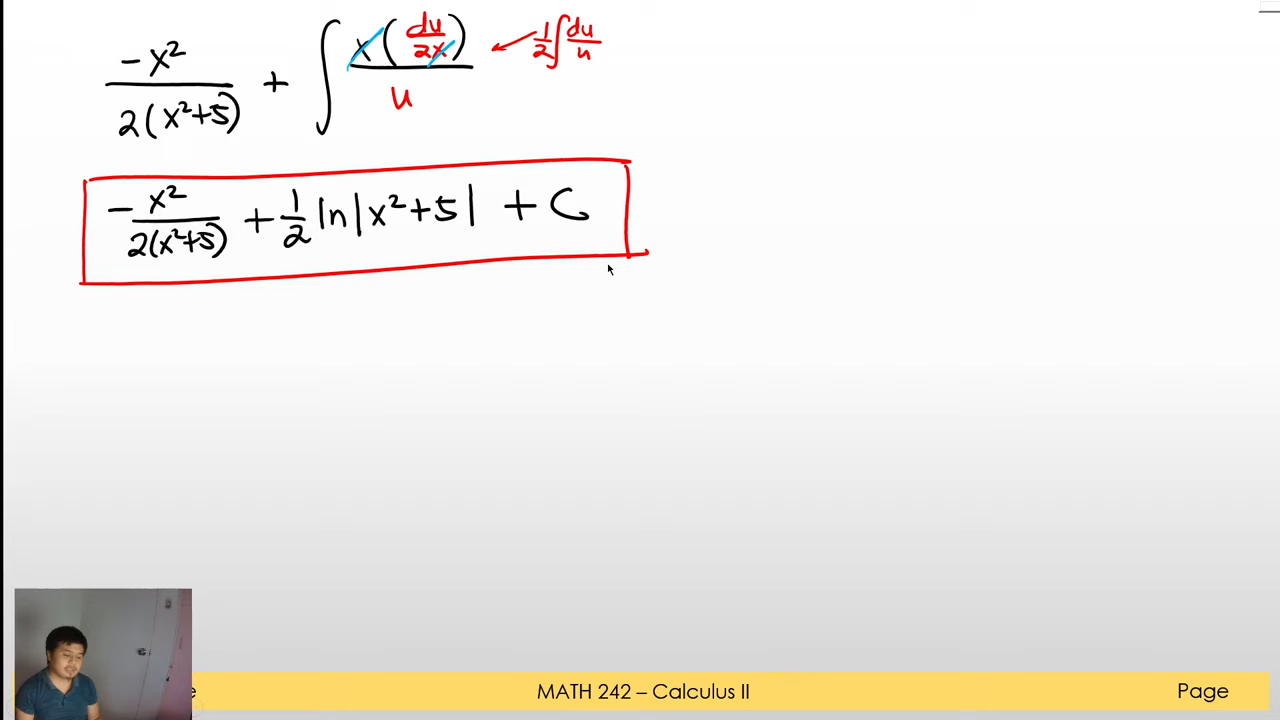 -x²/2(x²+5) + ∫ x(du/2x)/u ← 1/2 ∫ du/u
-x²/2(x²+5) + 1/2 ln|x²+5| + C
MATH 242 – Calculus II
Page